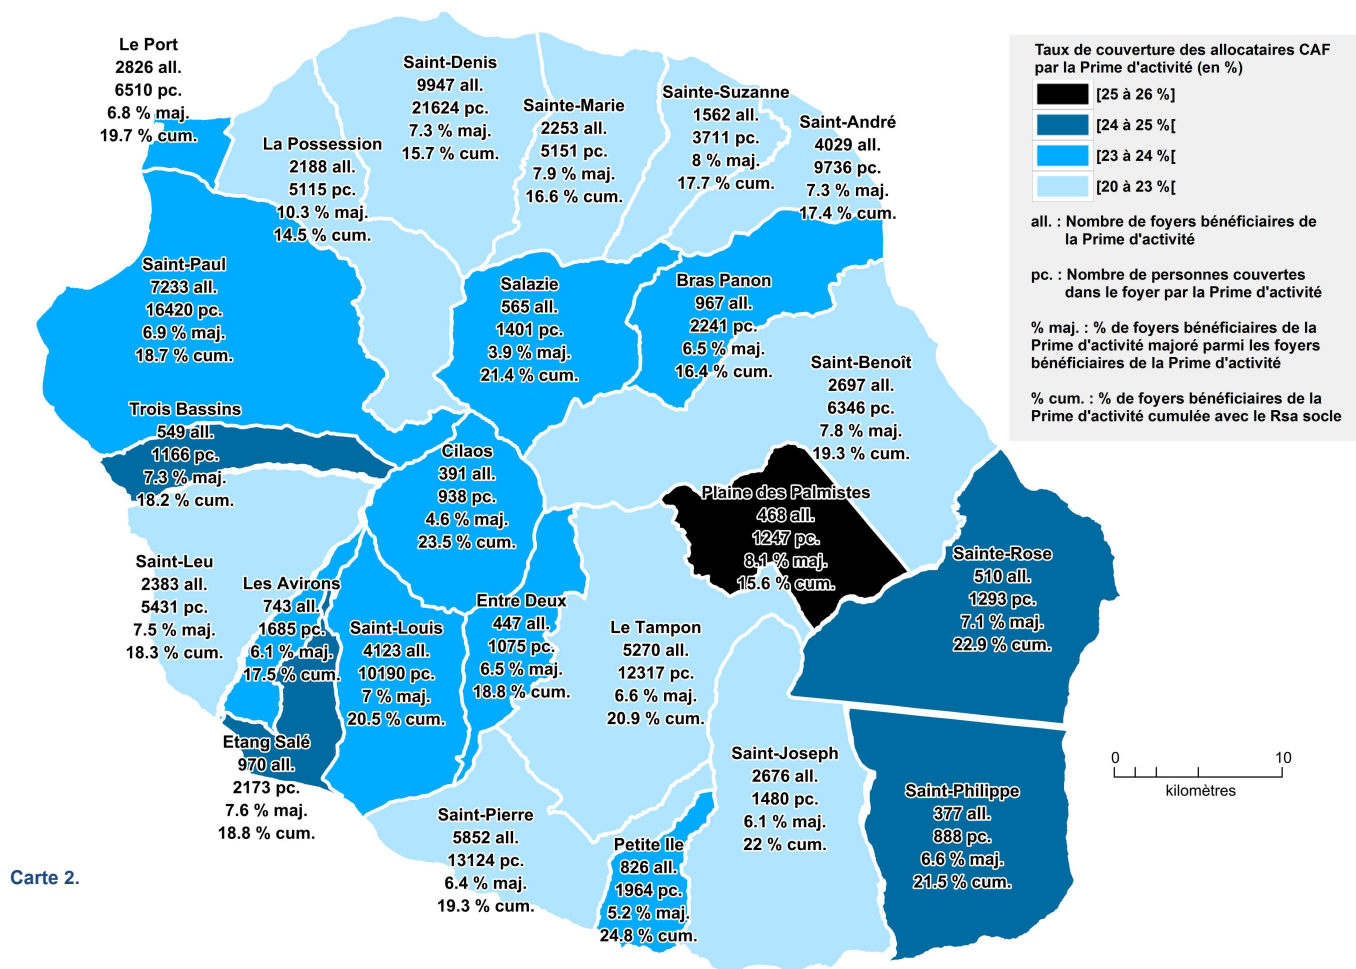 Le Port
2826 all.
6510 pc.
6.8 % maj.
19.7 % cum.
Saint-Denis
9947 all.
21624 pc.
7.3 % maj.
15.7 % cum.
La Possession
2188 all.
5115 pc.
10.3 % maj.
14.5 % cum.
Sainte-Marie
2253 all.
5151 pc.
7.9 % maj.
16.6 % cum.
Sainte-Suzanne
1562 all.
3711 pc.
8 % maj.
17.7 % cum.
Saint-André
4029 all.
9736 pc.
7.3 % maj.
17.4 % cum.
Saint-Paul
7233 all.
16420 pc.
6.9 % maj.
18.7 % cum.
Salazie
565 all.
1401 pc.
3.9 % maj.
21.4 % cum.
Bras Panon
967 all.
2241 pc.
6.5 % maj.
16.4 % cum.
Saint-Benoît
2697 all.
6346 pc.
7.8 % maj.
19.3 % cum.
Trois Bassins
549 all.
1166 pc.
7.3 % maj.
18.2 % cum.
Cilaos
391 all.
938 pc.
4.6 % maj.
23.5 % cum.
Plaine des Palmistes
468 all.
1247 pc.
8.1 % maj.
15.6 % cum.
Sainte-Rose
510 all.
1293 pc.
7.1 % maj.
22.9 % cum.
Saint-Leu
2383 all.
5431 pc.
7.5 % maj.
18.3 % cum.
Les Avirons
743 all.
1685 pc.
6.1 % maj.
17.5 % cum.
Saint-Louis
4123 all.
10190 pc.
7 % maj.
20.5 % cum.
Entre Deux
447 all.
1075 pc.
6.5 % maj.
18.8 % cum.
Le Tampon
5270 all.
12317 pc.
6.6 % maj.
20.9 % cum.
Etang Salé
970 all.
2173 pc.
7.6 % maj.
18.8 % cum.
Saint-Pierre
5852 all.
13124 pc.
6.4 % maj.
19.3 % cum.
Petite Ile
826 all.
1964 pc.
5.2 % maj.
24.8 % cum.
Saint-Joseph
2676 all.
1480 pc.
6.1 % maj.
22 % cum.
Saint-Philippe
377 all.
888 pc.
6.6 % maj.
21.5 % cum.
Taux de couverture des allocataires CAF
par la Prime d'activité (en %)
[25 à 26 %[
[24 à 25 %[
[23 à 24 %[
[20 à 23 %[
all. : Nombre de foyers bénéficiaires de
la Prime d'activité
pc. : Nombre de personnes couvertes
dans le foyer par la Prime d'activité
% maj. : % de foyers bénéficiaires de la
Prime d'activité majoré parmi les foyers
bénéficiaires de la Prime d'activité
% cum. : % de foyers bénéficiaires de la
Prime d'activité cumulée avec le Rsa socle
0 10
kilomètres
Carte 2.